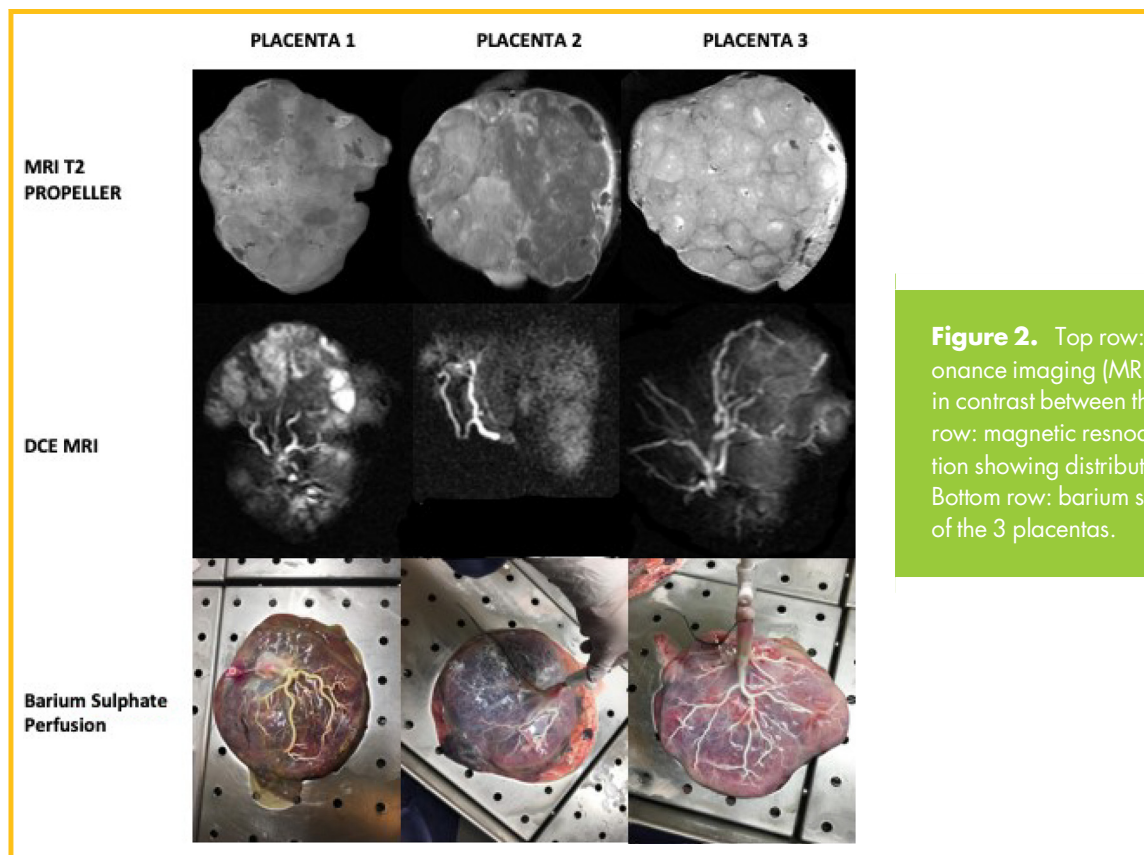 PLACENTA 1 PLACENTA 2 PLACENTA 3
MRI T2
PROPELLER
DCE MRI
Barium Sulphate
Perfusion
Figure 2. Top row:
onance imaging (MR
in contrast between th
row: magnetic resnoc
tion showing distribut
Bottom row: barium s
of the 3 placentas.